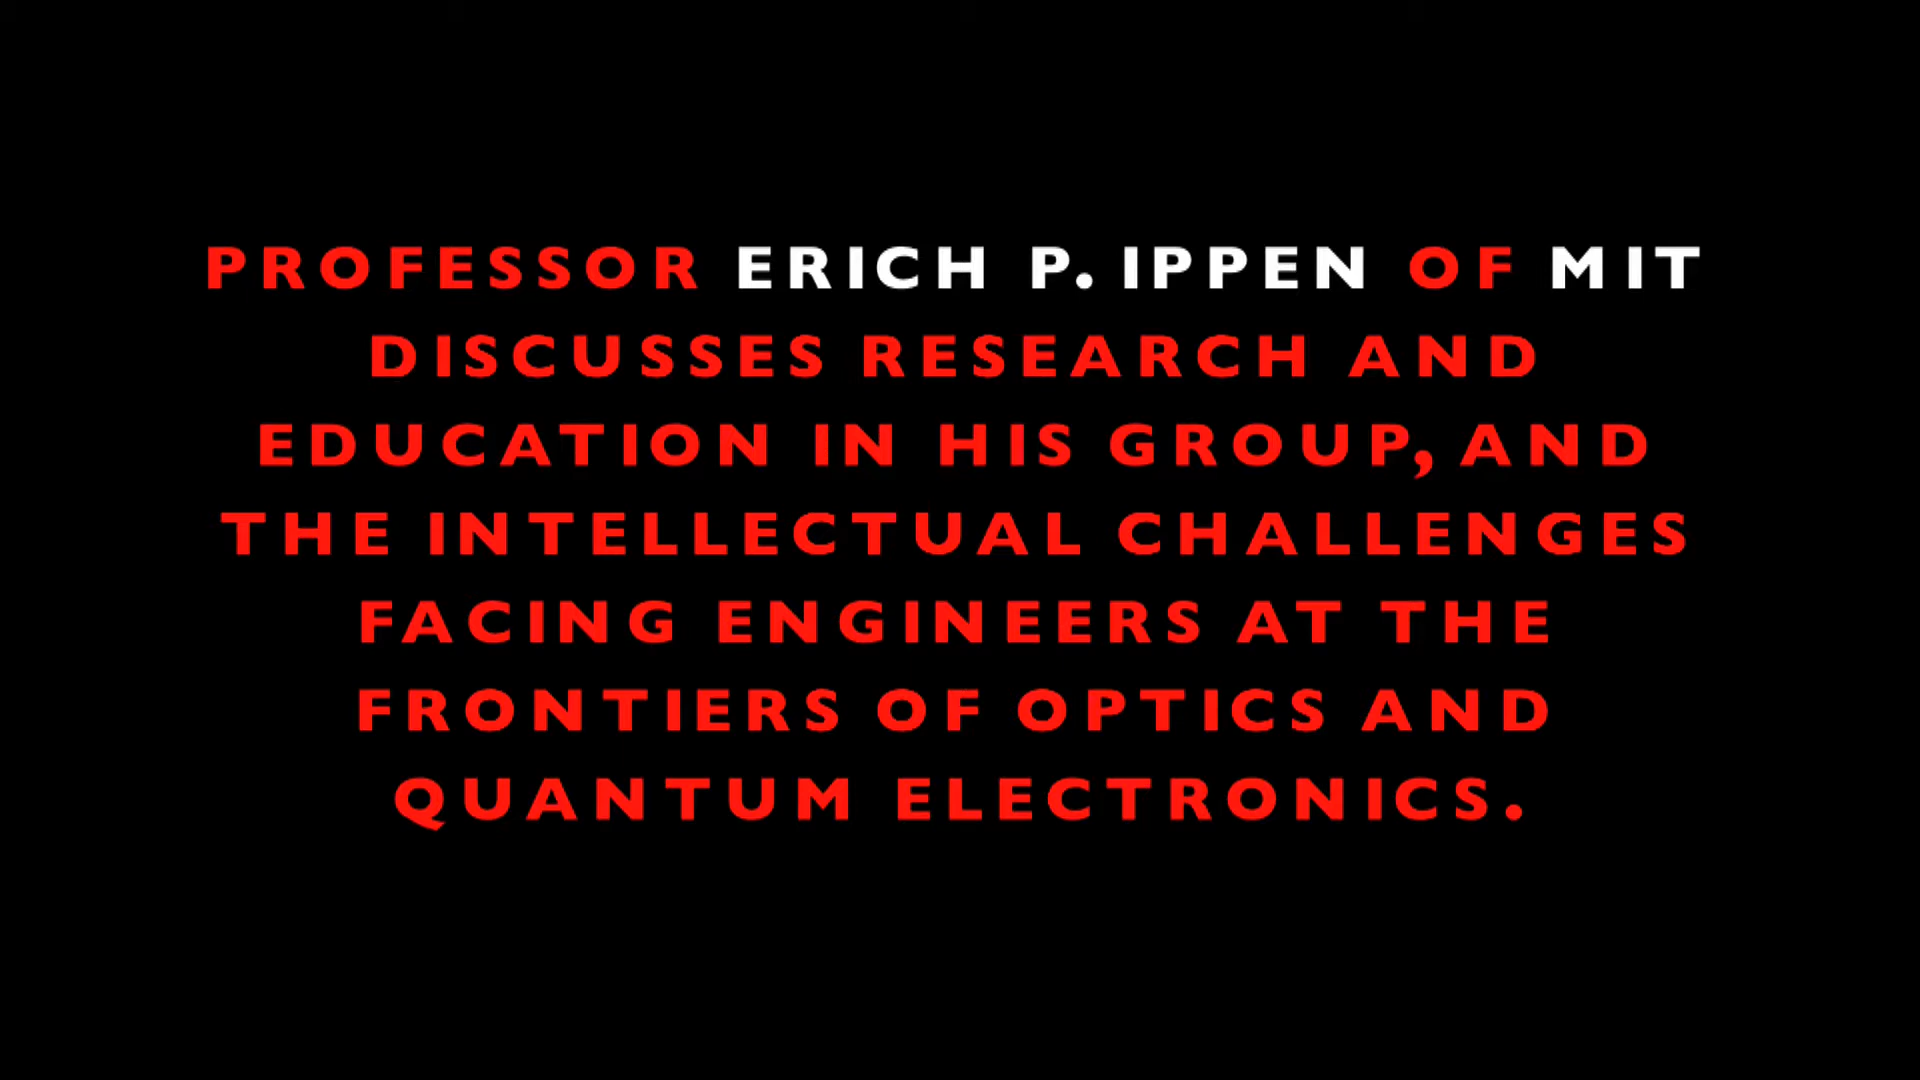 PROFESSOR ERICH P. IPPEN OF MIT
DISCUSSES RESEARCH AND
EDUCATION IN HIS GROUP, AND
THE INTELLECTUAL CHALLENGES
FACING ENGINEERS AT THE
FRONTIERS OF OPTICS AND
QUANTUM ELECTRONICS.